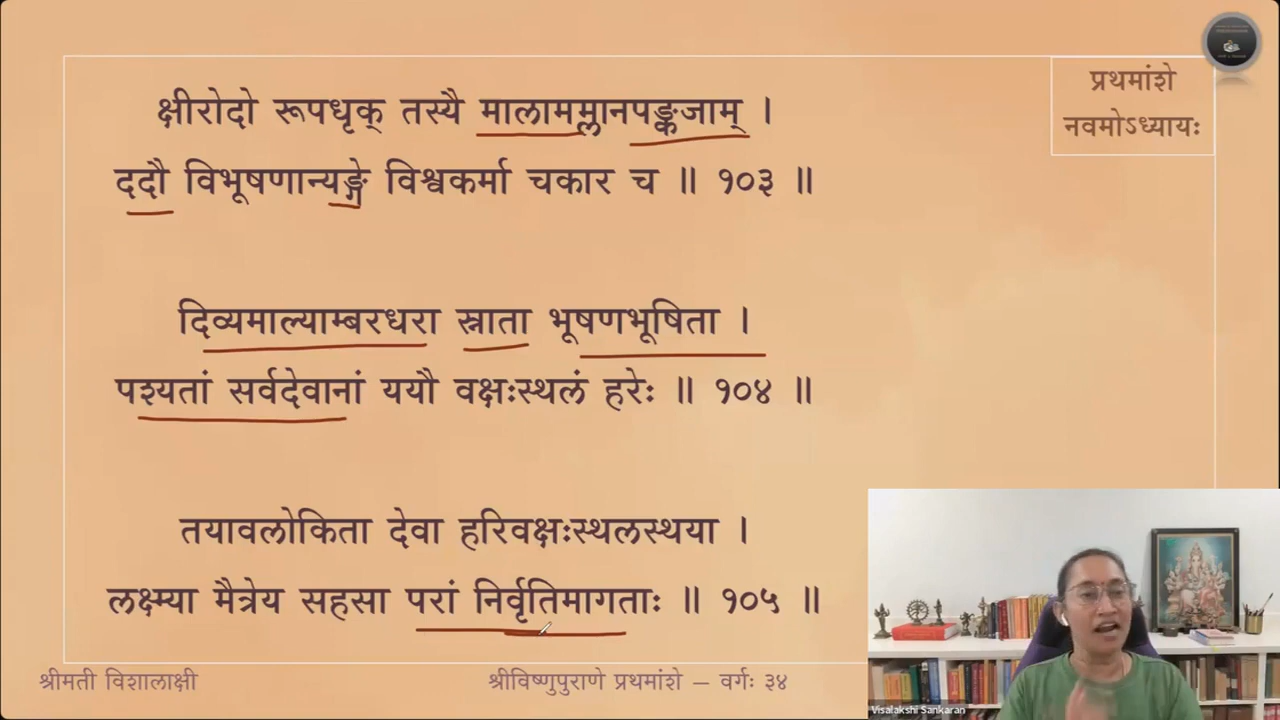 प्रथमांशे
नवमोऽध्यायः
क्षीरोदो रूपधृक् तस्यै मालामम्लानपङ्कजाम् ।
ददौ विभूषणान्यङ्गे विश्वकर्मा चकार च ॥ १०३ ॥
दिव्यमाल्याम्बरधरा स्नाता भूषणभूषिता ।
पश्यतां सर्वदेवानां ययौ वक्षःस्थलं हरेः ॥ १०४ ॥
तयावलोकिता देवा हरिवक्षःस्थलस्थया ।
लक्ष्म्या मैत्रेय सहसा परां निर्वृतिमागताः ॥ १०५ ॥
श्रीमती विशालाक्षी
श्रीविष्णुपुराणे प्रथमांशे – वर्गः ३४
Visalakshi Sankaran